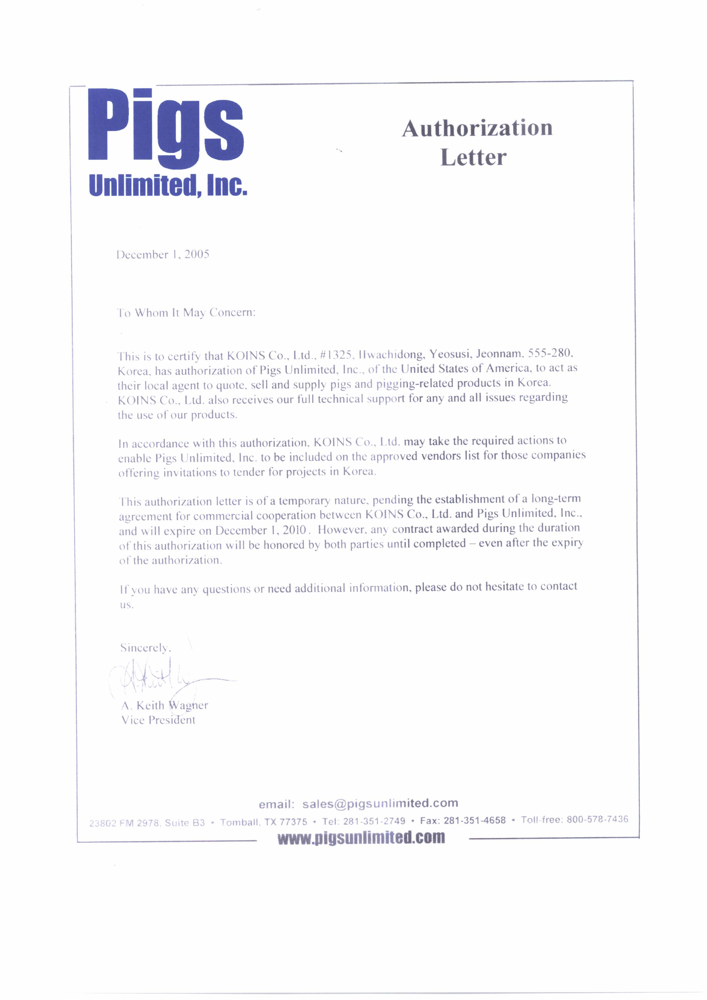 Pigs
Unlimited, Inc.
Authorization
Letter
December 1, 2005
To Whom It May Concern:
This is to certify that KOINS Co., Ltd., #1325, Hwachidong, Yeosusi, Jeonnam, 555-280,
Korea, has authorization of Pigs Unlimited, Inc., of the United States of America, to act as
their local agent to quote, sell and supply pigs and pigging-related products in Korea.
KOINS Co., Ltd. also receives our full technical support for any and all issues regarding
the use of our products.
In accordance with this authorization, KOINS Co., Ltd. may take the required actions to
enable Pigs Unlimited, Inc. to be included on the approved vendors list for those companies
offering invitations to tender for projects in Korea.
This authorization letter is of a temporary nature, pending the establishment of a long-term
agreement for commercial cooperation between KOINS Co., Ltd. and Pigs Unlimited, Inc.,
and will expire on December 1, 2010. However, any contract awarded during the duration
of this authorization will be honored by both parties until completed – even after the expiry
of the authorization.
If you have any questions or need additional information, please do not hesitate to contact
us.
Sincerely,
A. Keith Wagner
Vice President
email: sales@pigsunlimited.com
23802 FM 2978, Suite B3 • Tomball, TX 77375 • Tel: 281-351-2749 • Fax: 281-351-4658 • Toll-free: 800-578-7436
www.pigsunlimited.com